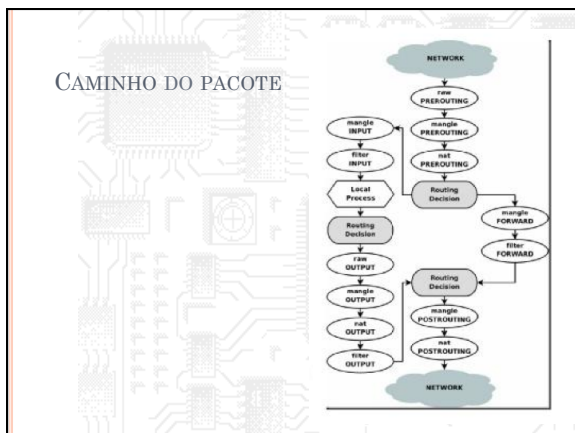 CAMINHO DO PACOTE
NETWORK
raw
PREROUTING
mangle
PREROUTING
nat
PREROUTING
Routing
Decision
mangle
INPUT
filter
INPUT
Local
Process
Routing
Decision
raw
OUTPUT
mangle
OUTPUT
nat
OUTPUT
filter
OUTPUT
mangle
FORWARD
filter
FORWARD
Routing
Decision
mangle
POSTROUTING
nat
POSTROUTING
NETWORK